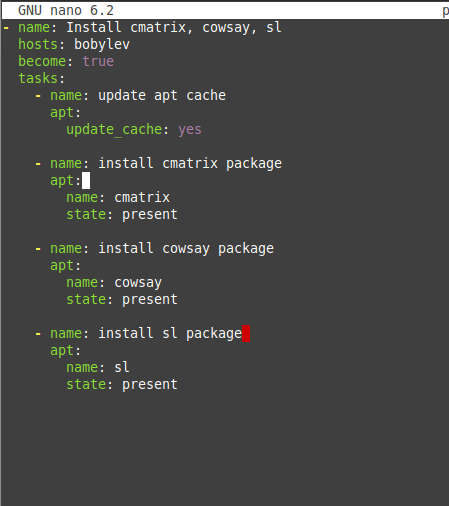 GNU nano 6.2 p
- name: Install cmatrix, cowsay, sl
  hosts: bobylev
  become: true
  tasks:
    - name: update apt cache
      apt:
        update_cache: yes

    - name: install cmatrix package
      apt:
        name: cmatrix
        state: present

    - name: install cowsay package
      apt:
        name: cowsay
        state: present

    - name: install sl package
      apt:
        name: sl
        state: present